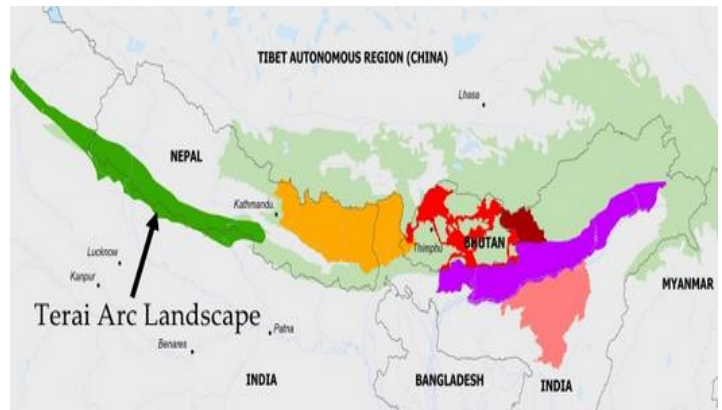 TIBET AUTONOMOUS REGION (CHINA)
Lhasa
NEPAL
Kathmandu
Thimphu
BHUTAN
Lucknow
Kanpur
MYANMAR
Terai Arc Landscape
Patna
Benares
INDIA
BANGLADESH
INDIA